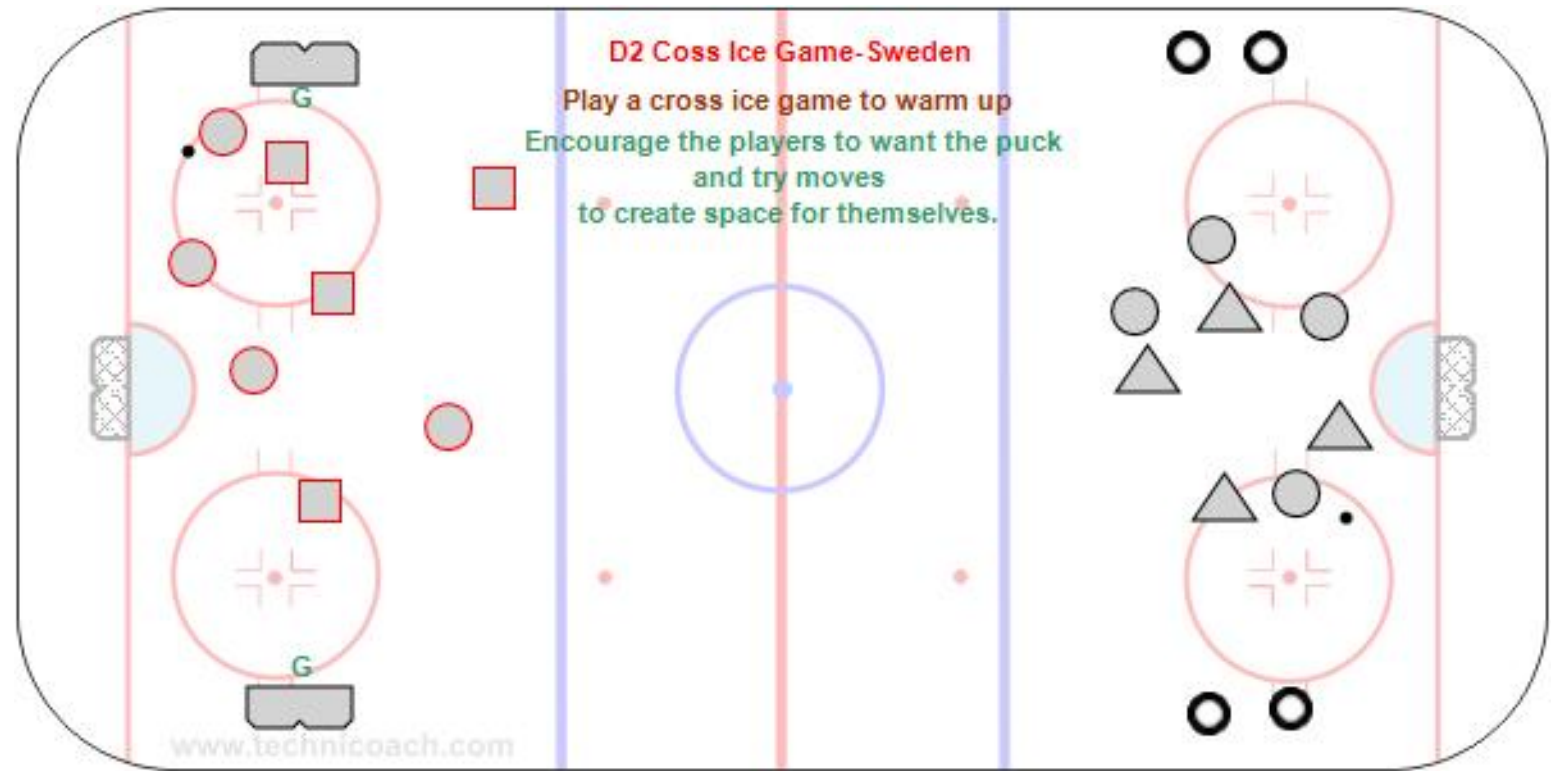 D2 Coss Ice Game-Sweden
Play a cross ice game to warm up
Encourage the players to want the puck
and try moves
to create space for themselves.
G
G
www.technicoach.com